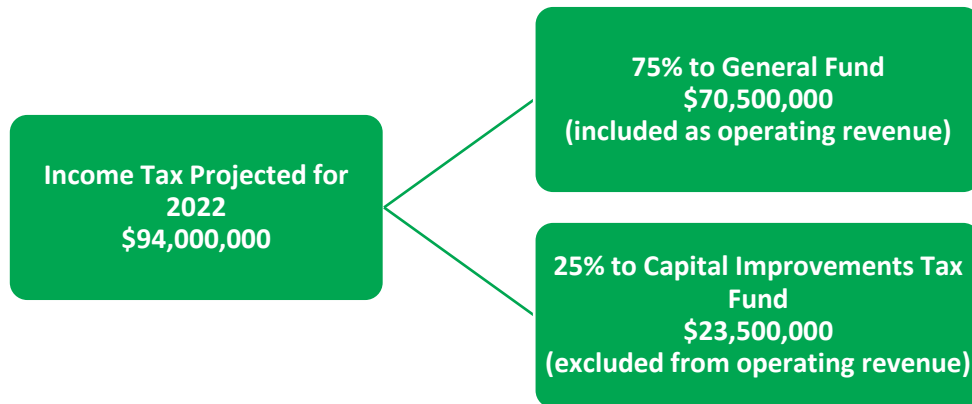 Income Tax Projected for
2022
$94,000,000
75% to General Fund
$70,500,000
(included as operating revenue)
25% to Capital Improvements Tax
Fund
$23,500,000
(excluded from operating revenue)